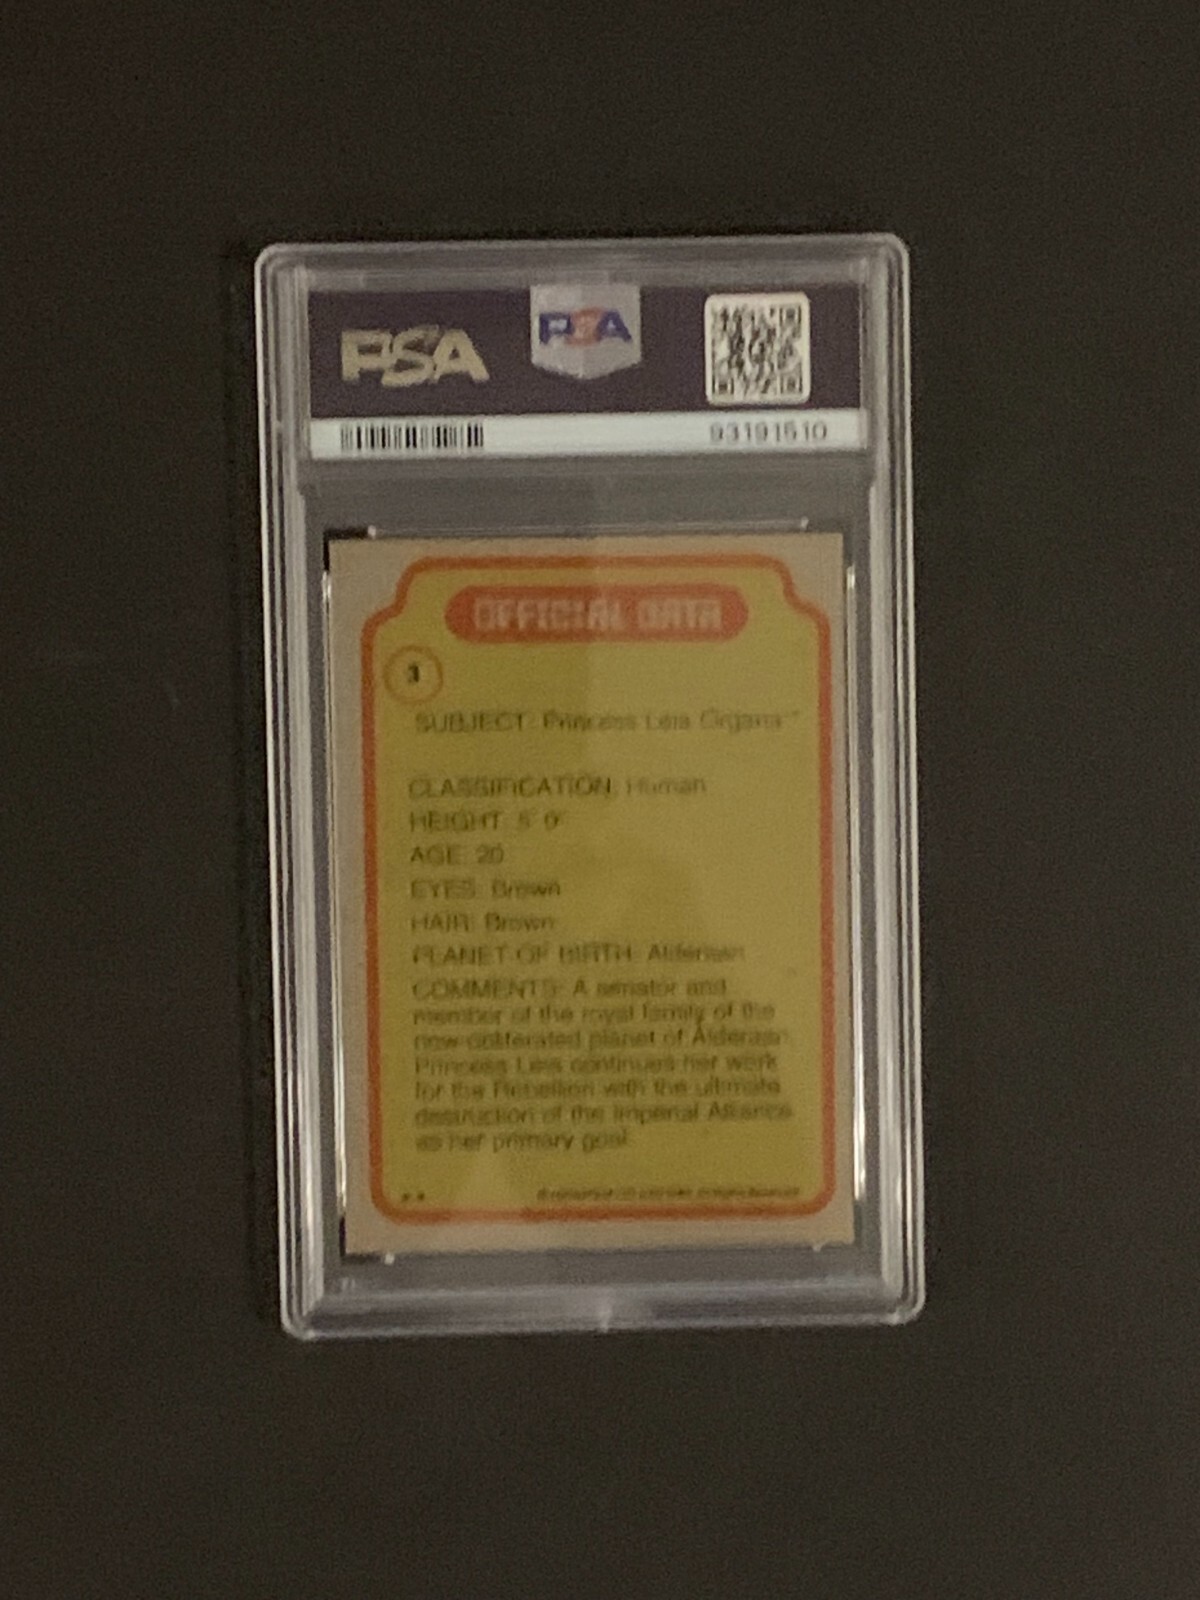 PSA
PSA
93191510
OFFICIAL DATA
3
SUBJECT: Princess Leia Organa™
CLASSIFICATION: Human
HEIGHT: 5' 0"
AGE: 20
EYES: Brown
HAIR: Brown
PLANET OF BIRTH: Alderaan
COMMENTS: A senator and
member of the royal family of the
now-obliterated planet of Alderaan,
Princess Leia continues her work
for the Rebellion with the ultimate
destruction of the Imperial Alliance
as her primary goal.